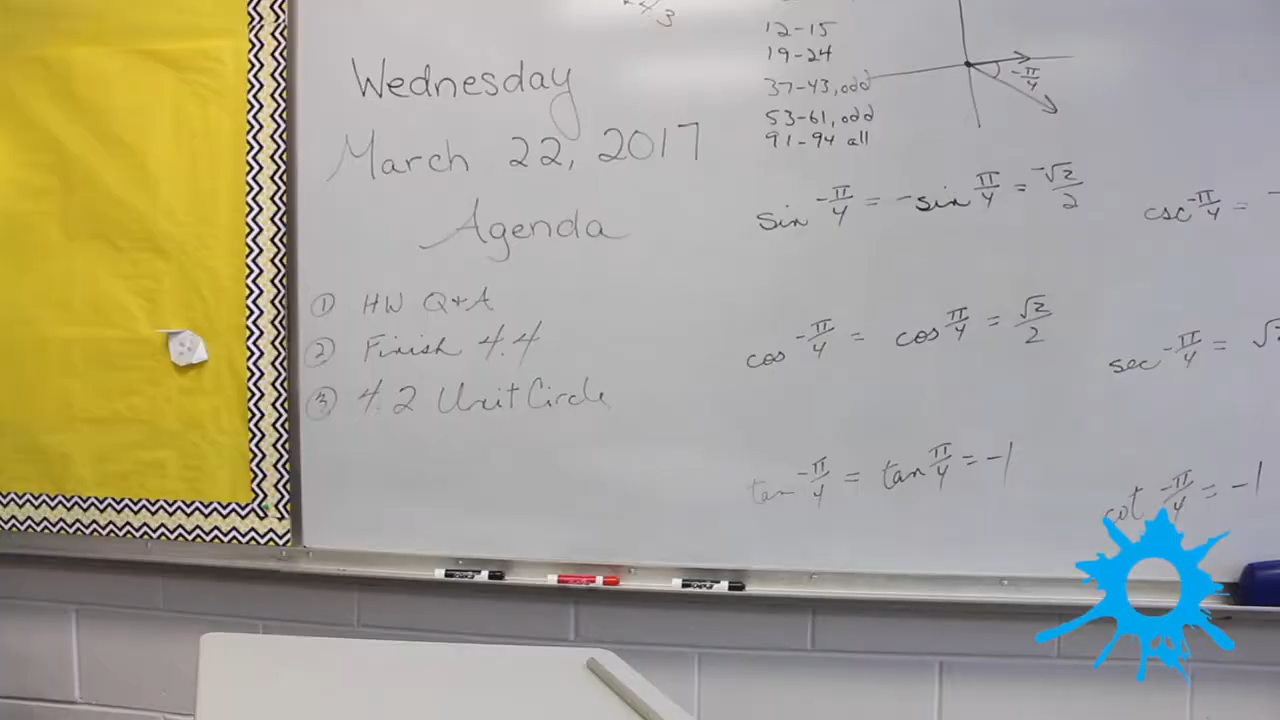 Wednesday
March 22, 2017
Agenda
① HW Q+A
② Finish 4.4
③ 4.2 Unit Circle
12-15
19-24
37-43, odd
53-61, odd
91-94 all
-π/4
sin -π/4 = -sin π/4 = -√2/2
csc -π/4 = -
cos -π/4 = cos π/4 = √2/2
sec -π/4 = √2
tan -π/4 = tan π/4 = -1
cot -π/4 = -1